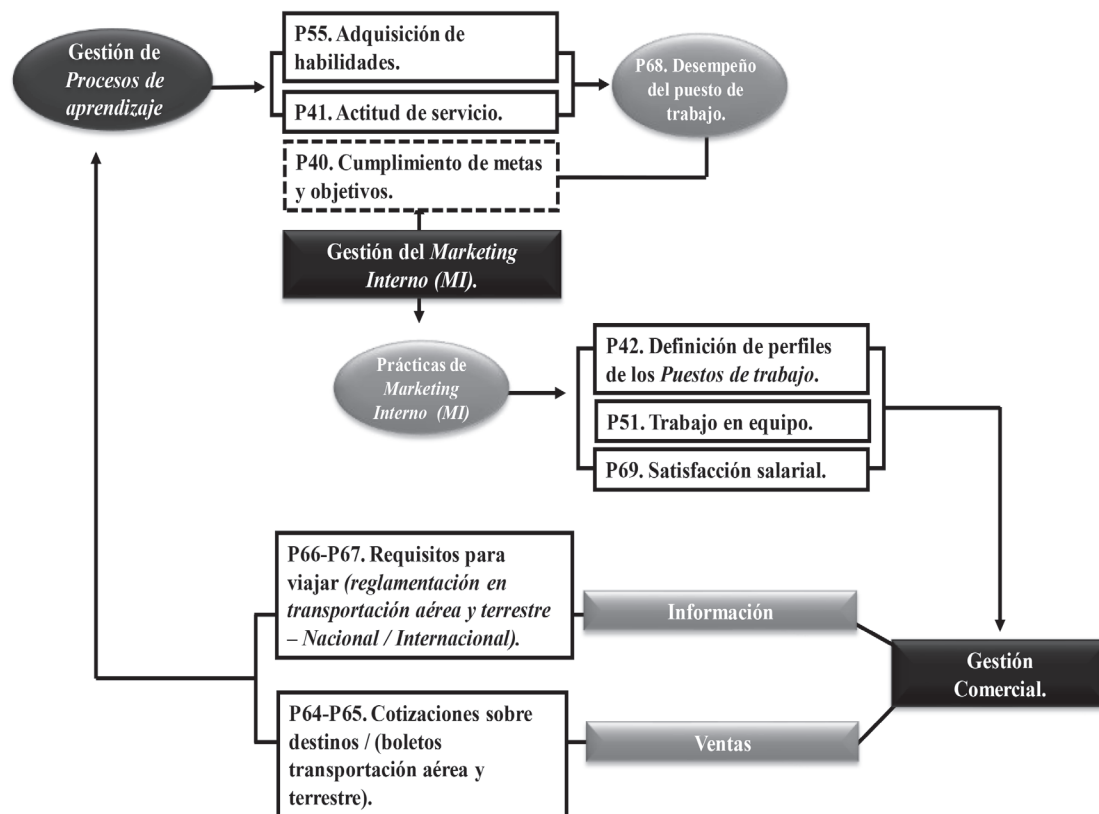 Gestión de
Procesos de
aprendizaje
P55. Adquisición de
habilidades.
P41. Actitud de servicio.
P68. Desempeño
del puesto de
trabajo.
P40. Cumplimiento de metas
y objetivos.
Gestión del Marketing
Interno (MI).
Prácticas de
Marketing
Interno (MI)
P42. Definición de perfiles
de los Puestos de trabajo.
P51. Trabajo en equipo.
P69. Satisfacción salarial.
P66-P67. Requisitos para
viajar (reglamentación en
transportación aérea y terrestre
– Nacional / Internacional).
Información
Gestión
Comercial.
P64-P65. Cotizaciones sobre
destinos / (boletos
transportación aérea y
terrestre).
Ventas